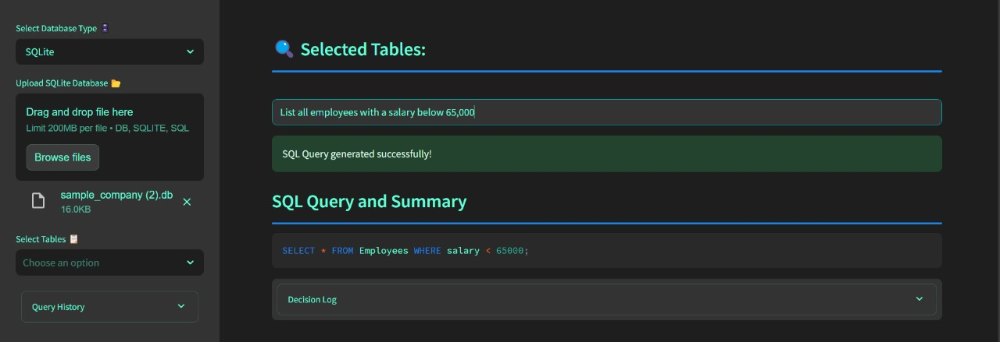 Select Database Type 🗄️
SQLite
Upload SQLite Database 📂
Drag and drop file here
Limit 200MB per file • DB, SQLITE, SQL
Browse files
sample_company (2).db
16.0KB
Select Tables 📋
Choose an option
Query History
🔍 Selected Tables:
List all employees with a salary below 65,000
SQL Query generated successfully!
SQL Query and Summary
SELECT * FROM Employees WHERE salary < 65000;
Decision Log